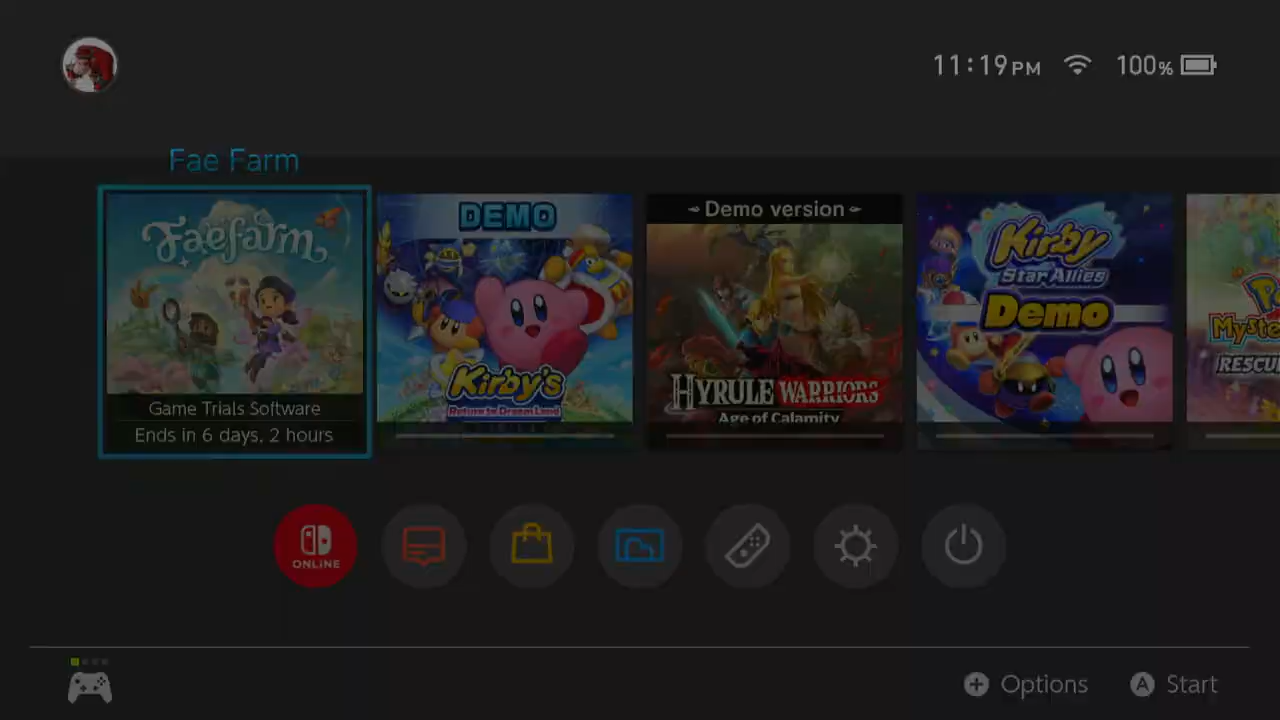 11:19PM 100%
Fae Farm
Faefarm
Game Trials Software
Ends in 6 days, 2 hours
DEMO
Kirby's
Return to Dream Land
Demo version
HYRULE WARRIORS
Age of Calamity
Kirby
Star Allies
Demo
ONLINE
Options
Start